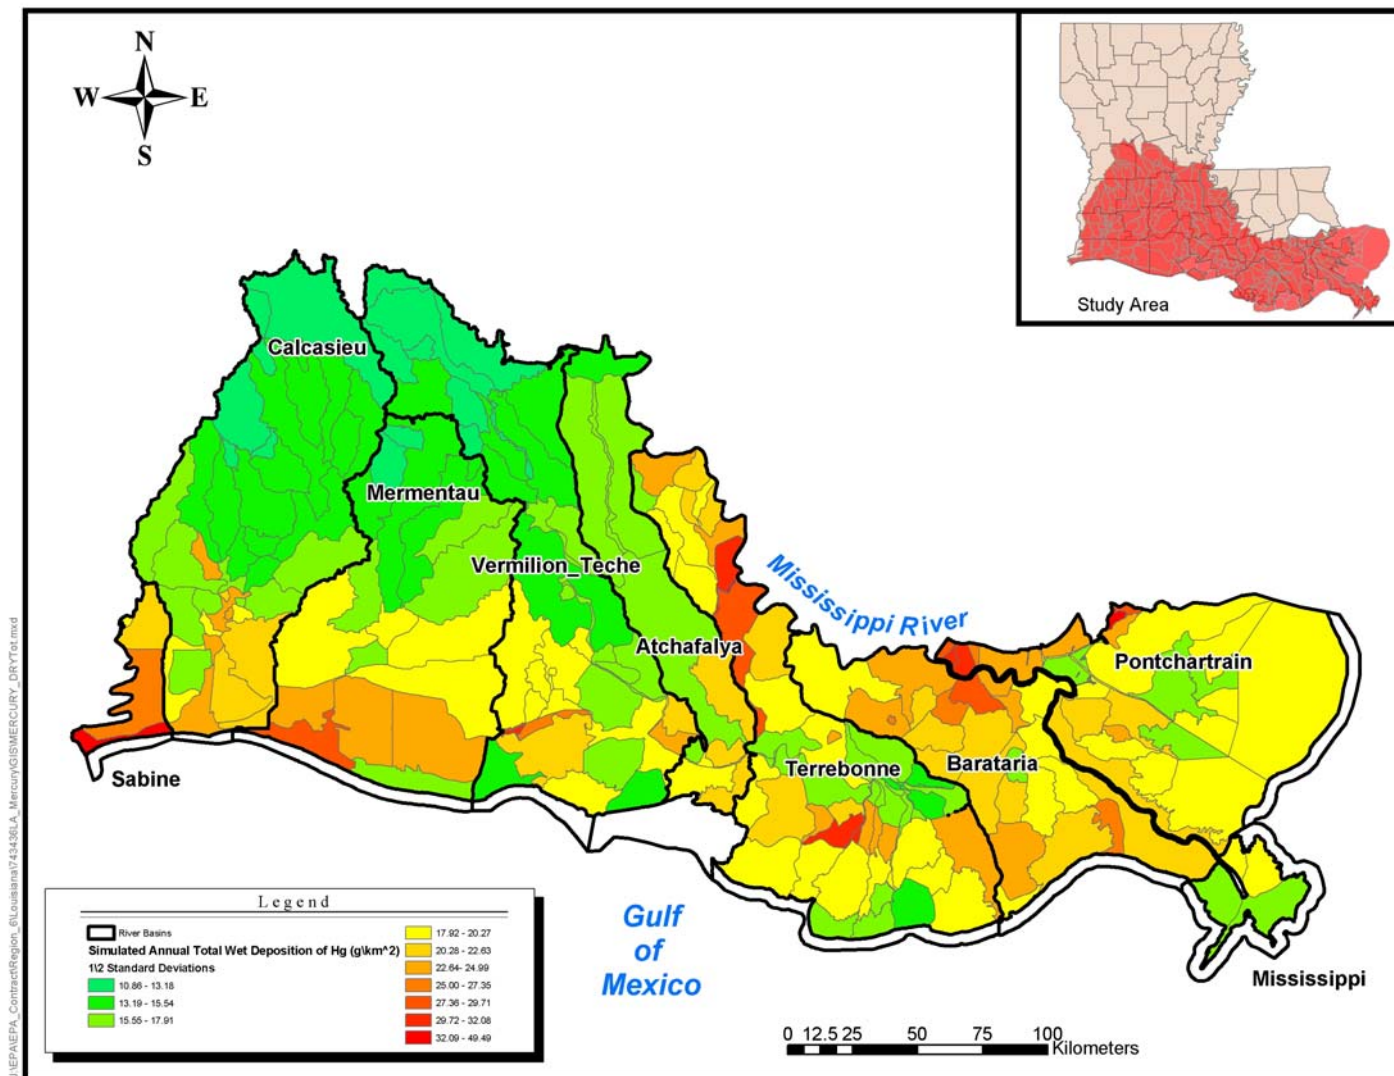 N
W E
S
Study Area
Calcasieu
Mermentau
Vermilion_Teche
Mississippi River
Atchafalya
Pontchartrain
Sabine
Terrebonne
Barataria
Gulf
of
Mexico
Mississippi
Legend
River Basins
Simulated Annual Total Wet Deposition of Hg (g\km^2)
1\2 Standard Deviations
10.86 - 13.18
13.19 - 15.54
15.55 - 17.91
17.92 - 20.27
20.28 - 22.63
22.64- 24.99
25.00 - 27.35
27.36 - 29.71
29.72 - 32.08
32.09 - 49.49
0 12.5 25 50 75 100
Kilometers